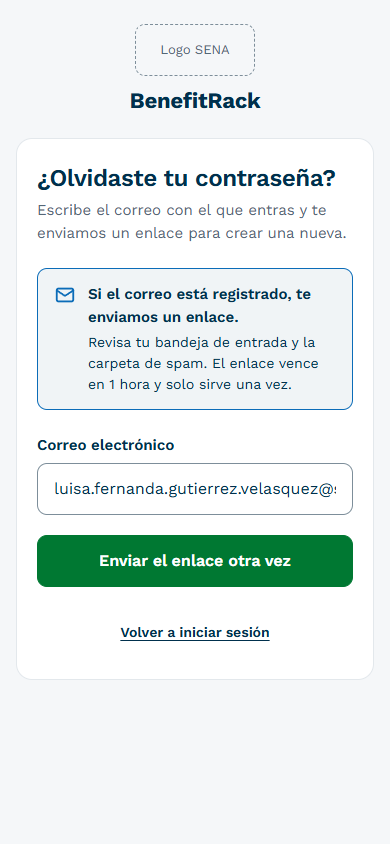 Logo SENA
BenefitRack
¿Olvidaste tu contraseña?
Escribe el correo con el que entras y te
enviamos un enlace para crear una nueva.
Si el correo está registrado, te
enviamos un enlace.
Revisa tu bandeja de entrada y la
carpeta de spam. El enlace vence
en 1 hora y solo sirve una vez.
Correo electrónico
luisa.fernanda.gutierrez.velasquez@
Enviar el enlace otra vez
Volver a iniciar sesión